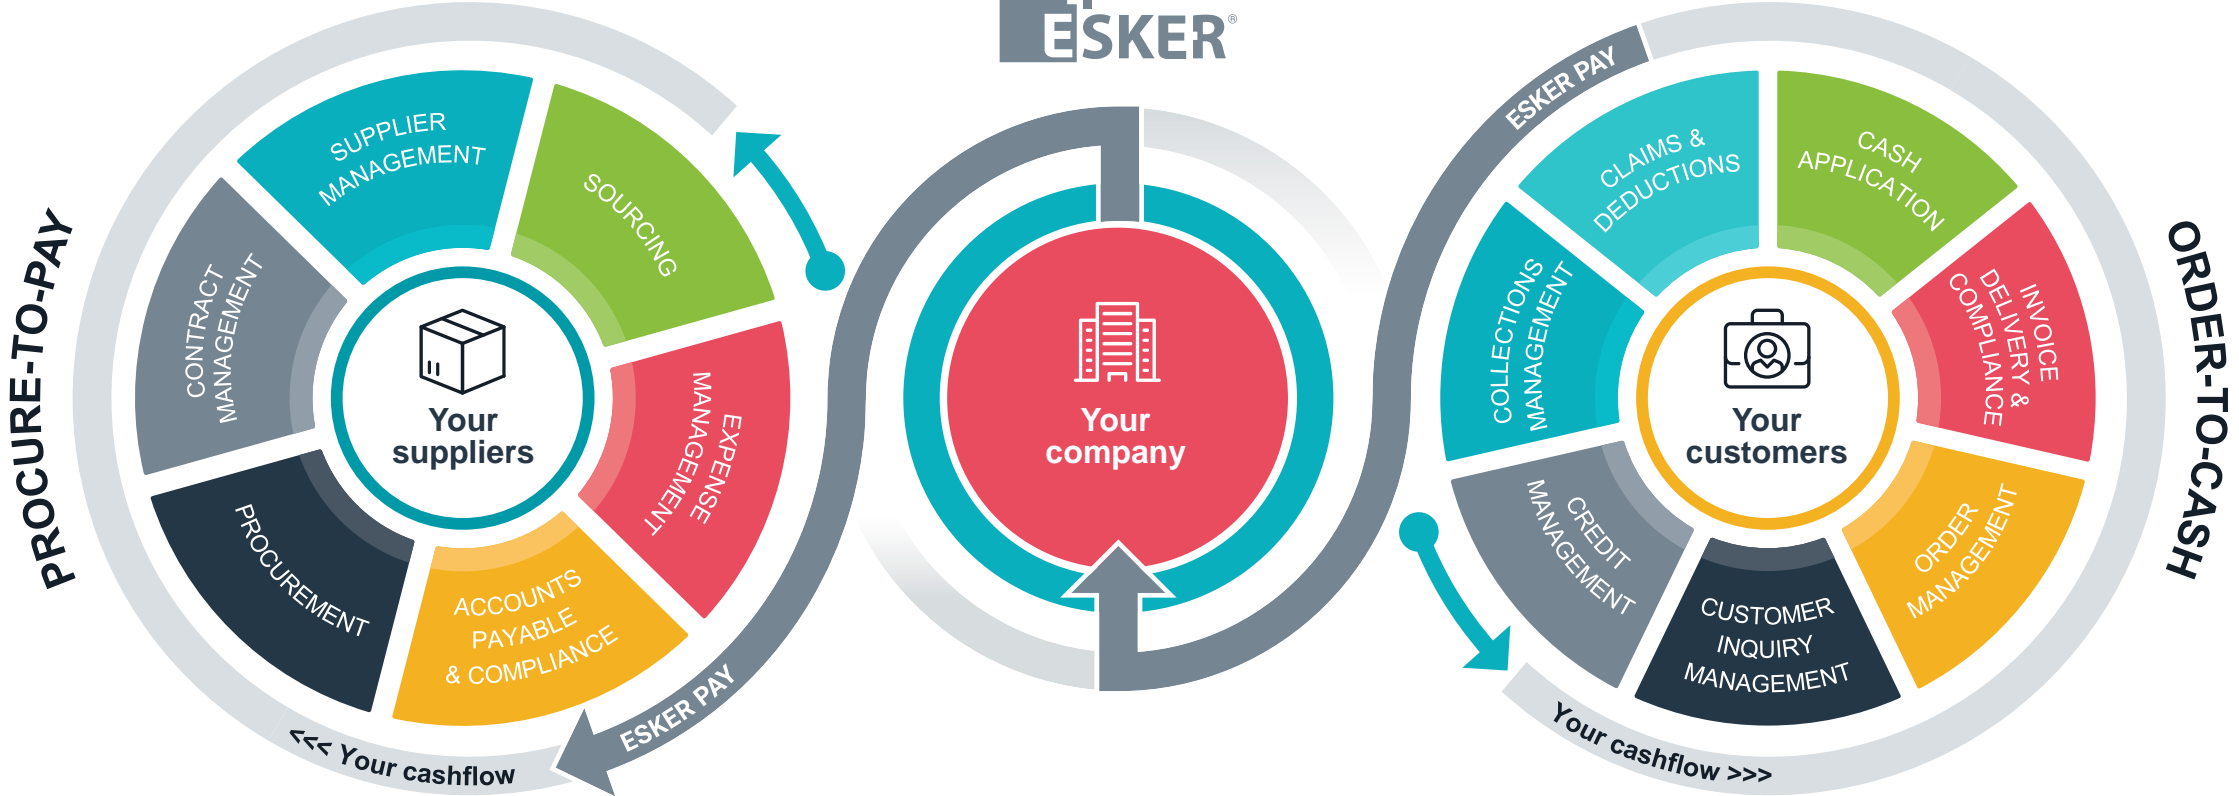 ESKER®
PROCURE-TO-PAY
SUPPLIER
MANAGEMENT
SOURCING
EXPENSE
MANAGEMENT
ACCOUNTS
PAYABLE
& COMPLIANCE
PROCUREMENT
CONTRACT
MANAGEMENT
Your
suppliers
<<< Your cashflow
ESKER PAY
Your
company
ESKER PAY
CLAIMS &
DEDUCTIONS
CASH
APPLICATION
INVOICE
DELIVERY &
COMPLIANCE
ORDER
MANAGEMENT
CUSTOMER
INQUIRY
MANAGEMENT
CREDIT
MANAGEMENT
COLLECTIONS
MANAGEMENT
Your
customers
Your cashflow >>>
ORDER-TO-CASH